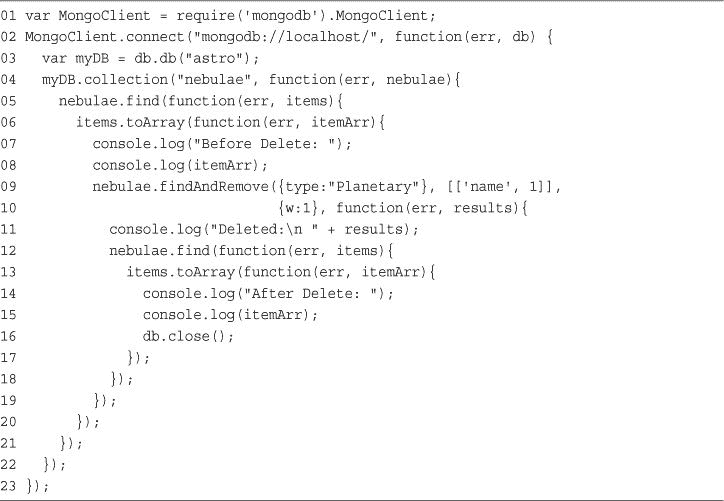 01 var MongoClient = require('mongodb').MongoClient;
02 MongoClient.connect("mongodb://localhost/", function(err, db) {
03   var myDB = db.db("astro");
04   myDB.collection("nebulae", function(err, nebulae){
05     nebulae.find(function(err, items){
06       items.toArray(function(err, itemArr){
07         console.log("Before Delete: ");
08         console.log(itemArr);
09         nebulae.findAndRemove({type:"Planetary"}, [['name', 1]],
10                               {w:1}, function(err, results){
11           console.log("Deleted:\n " + results);
12           nebulae.find(function(err, items){
13             items.toArray(function(err, itemArr){
14               console.log("After Delete: ");
15               console.log(itemArr);
16               db.close();
17             });
18           });
19         });
20       });
21     });
22   });
23 });